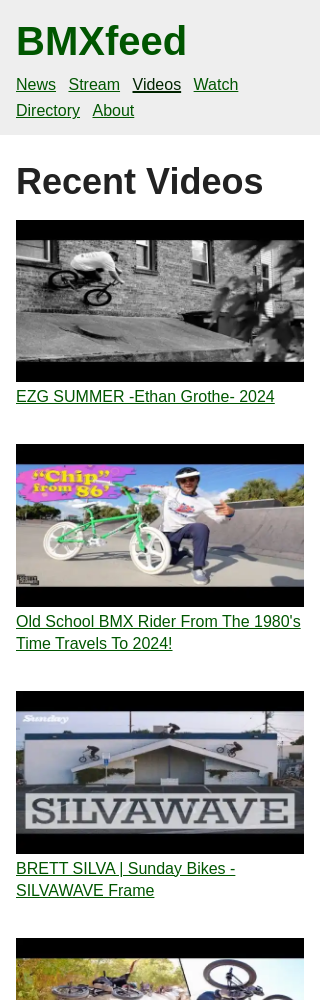 BMXfeed
News Stream Videos Watch
Directory About
Recent Videos
EZG SUMMER -Ethan Grothe- 2024
"Chip"
from 86'
Old School BMX Rider From The 1980's
Time Travels To 2024!
Sunday
SILVAWAVE
BRETT SILVA | Sunday Bikes -
SILVAWAVE Frame